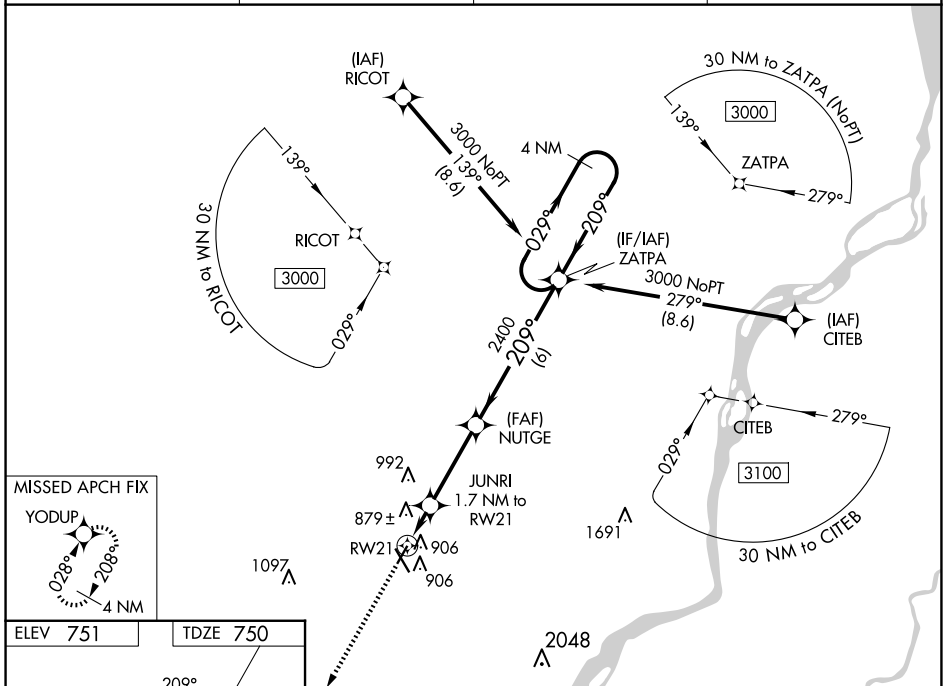 (IAF)
RICOT
3000 NoPT
139°
(8.6)
4 NM
029°
209°
30 NM to ZATPA (NoPT)
3000
139°
ZATPA
279°
139°
RICOT
3000
30 NM to RICOT
029°
(IF/IAF)
ZATPA
3000 NoPT
279°
(8.6)
(IAF)
CITEB
2400
209°
(6)
(FAF)
NUTGE
CITEB
279°
029°
3100
30 NM to CITEB
992
JUNRI
1.7 NM to
RW21
879 ±
RW21
906
906
1691
1097
2048
MISSED APCH FIX
YODUP
028°
208°
4 NM
ELEV 751
TDZE 750
209°